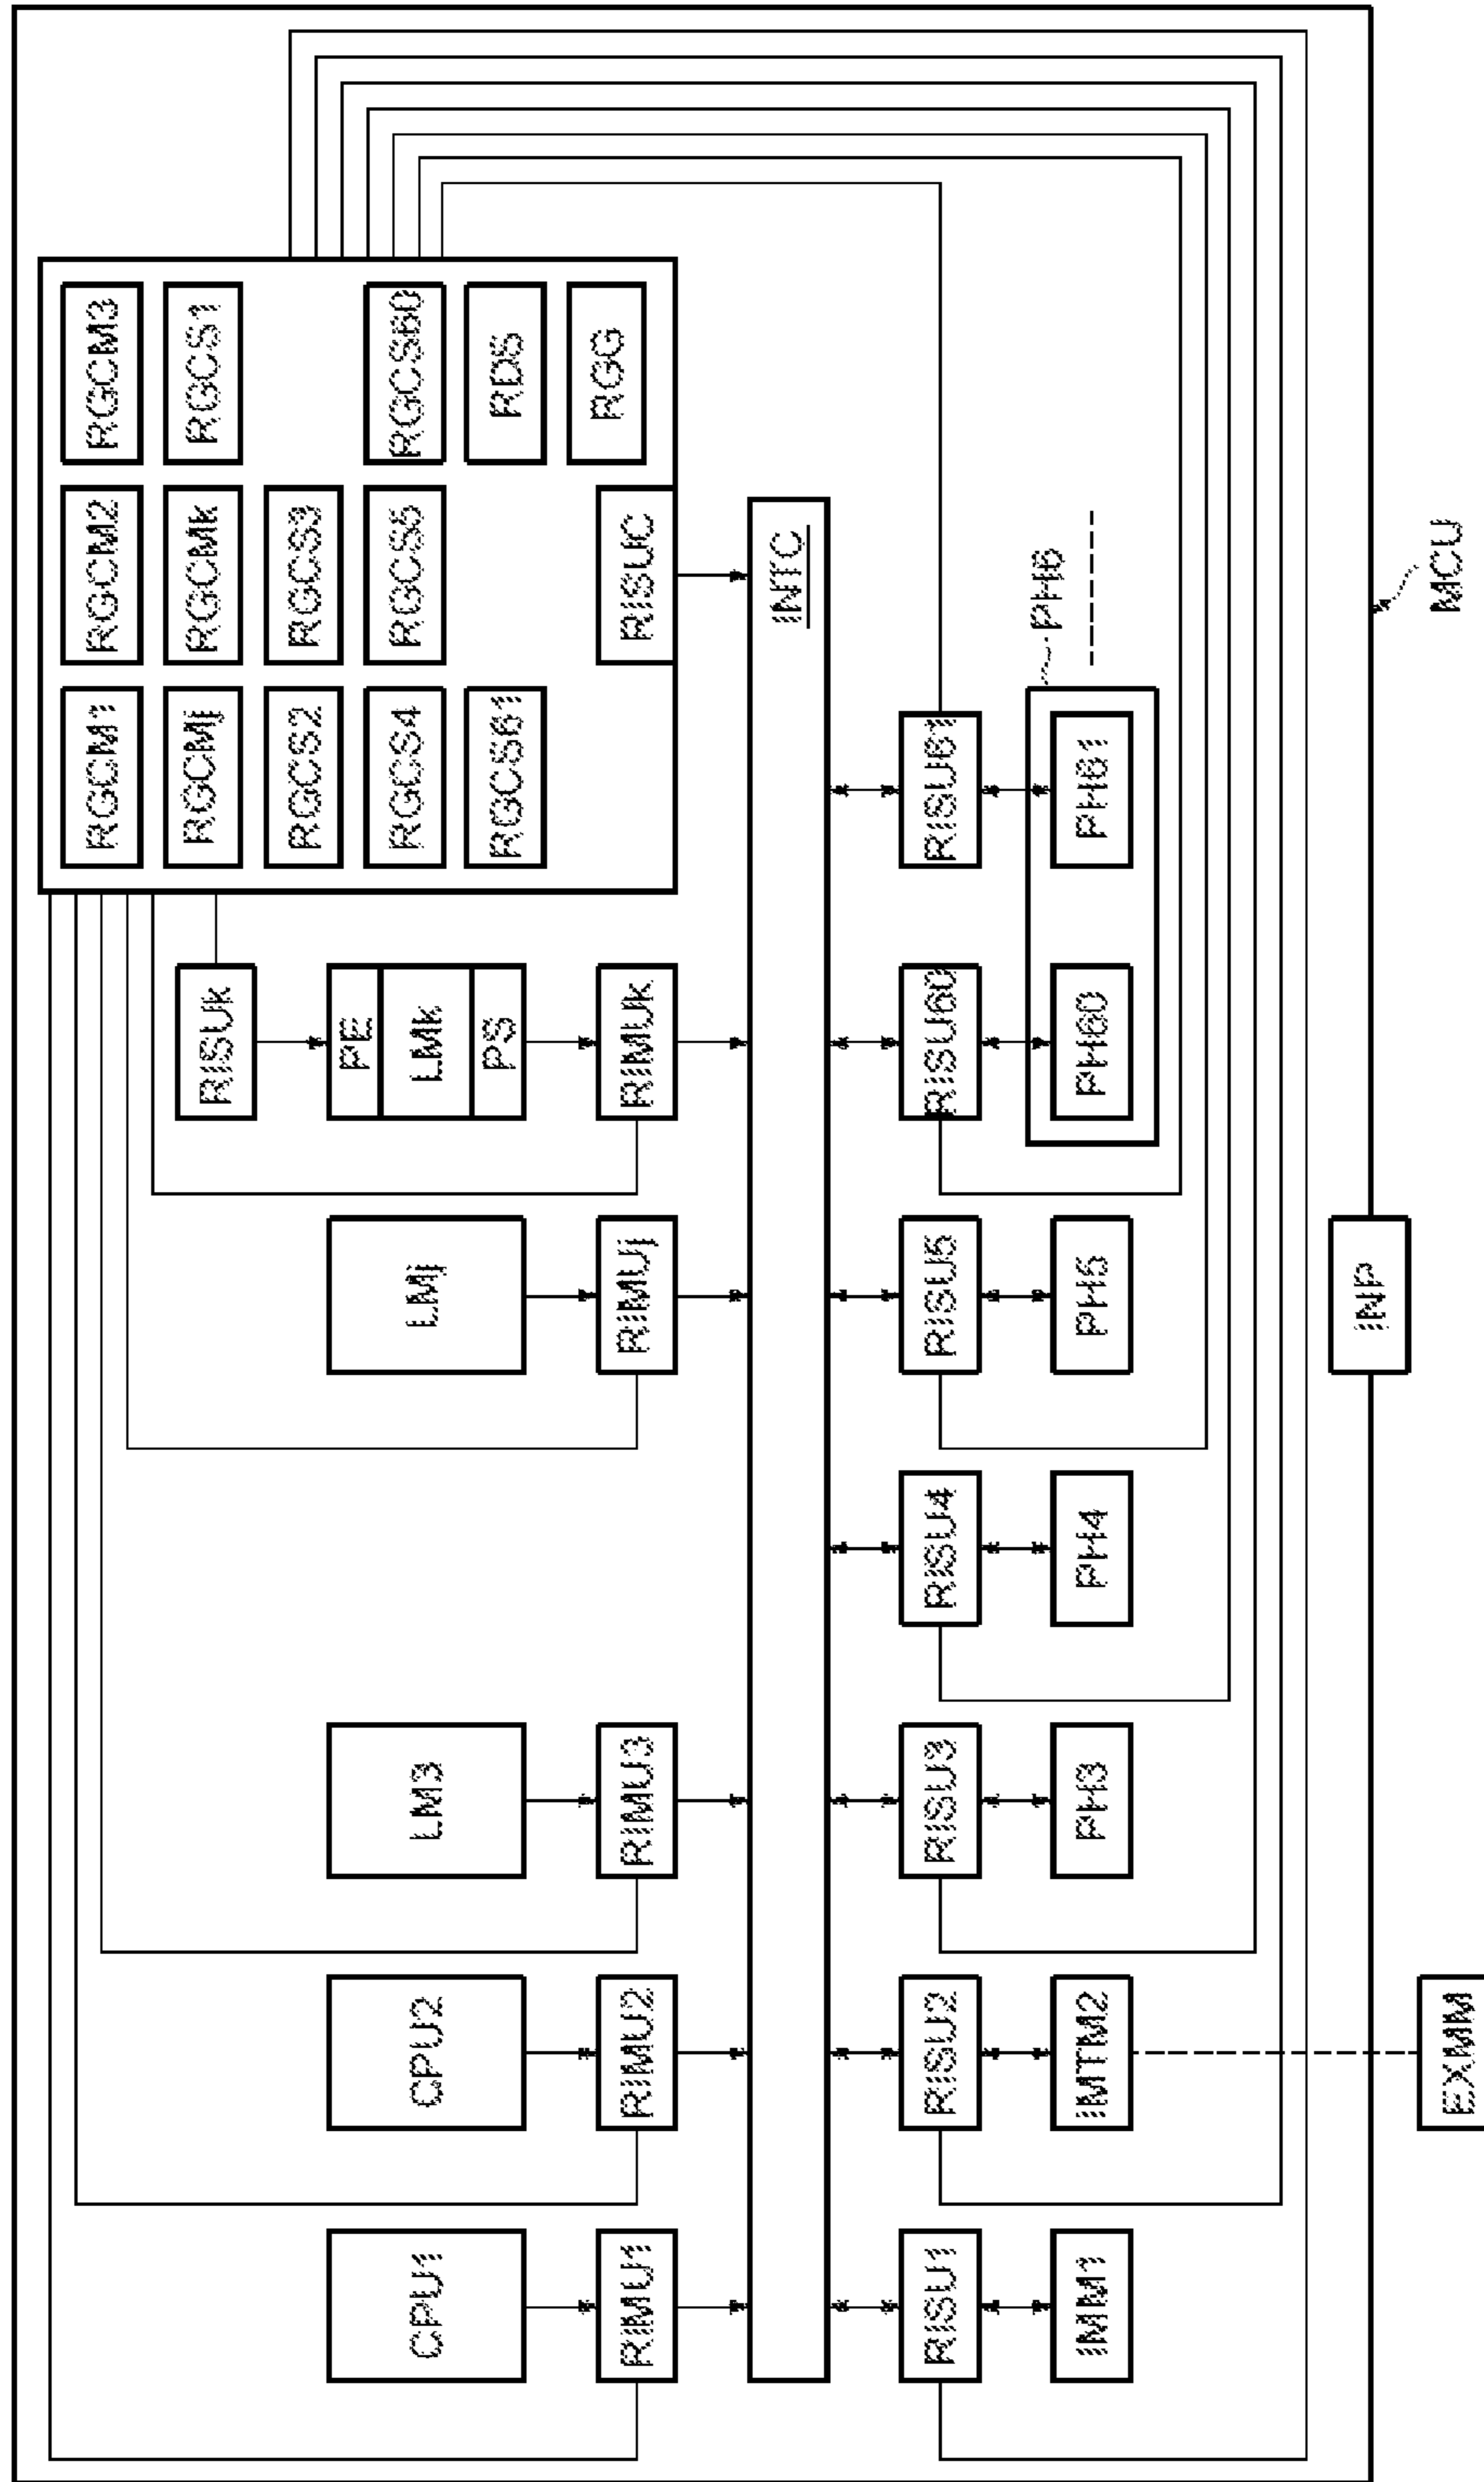 RGCM1
RGCM2
RGCM3
RGCMj
RGCMk
RGCS1
RISUk
RGCS2
RGCS3
CPU1
CPU2
LM3
LMj
PE
LMk
PS
RGCS4
RGCS5
RGCS60
RGCS61
RD5
RGG
RIMU1
RIMU2
RIMU3
RIMUj
RIMUk
RISUC
INTC
RISU1
RISU2
RISU3
RISU4
RISU5
RISU60
RISU61
PH6
IMM1
IMTM2
PH3
PH4
PH5
PH60
PH61
INP
EXMM
MCU